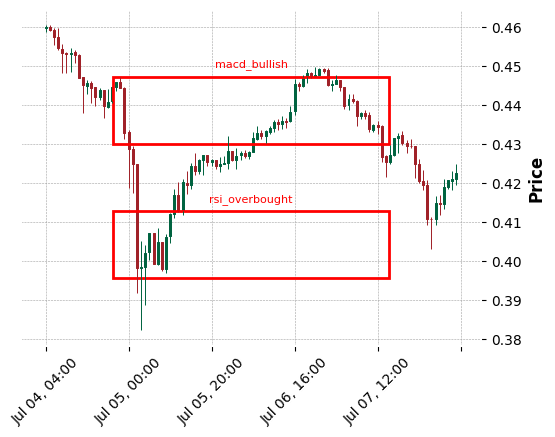 0.46
0.45
macd_bullish
0.44
0.43
0.42
rsi_overbought
0.41
0.40
0.39
0.38
Price
Jul 04, 04:00
Jul 05, 00:00
Jul 05, 20:00
Jul 06, 16:00
Jul 07, 12:00